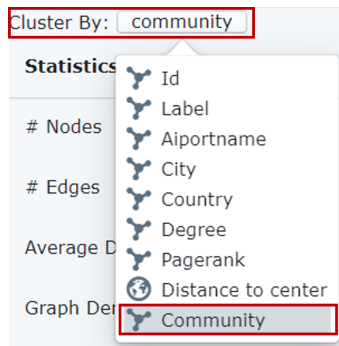 Cluster By: community
Statistics
Id
Label
# Nodes
Aiportname
City
# Edges
Country
Degree
Average D
Pagerank
Distance to center
Graph Der
Community